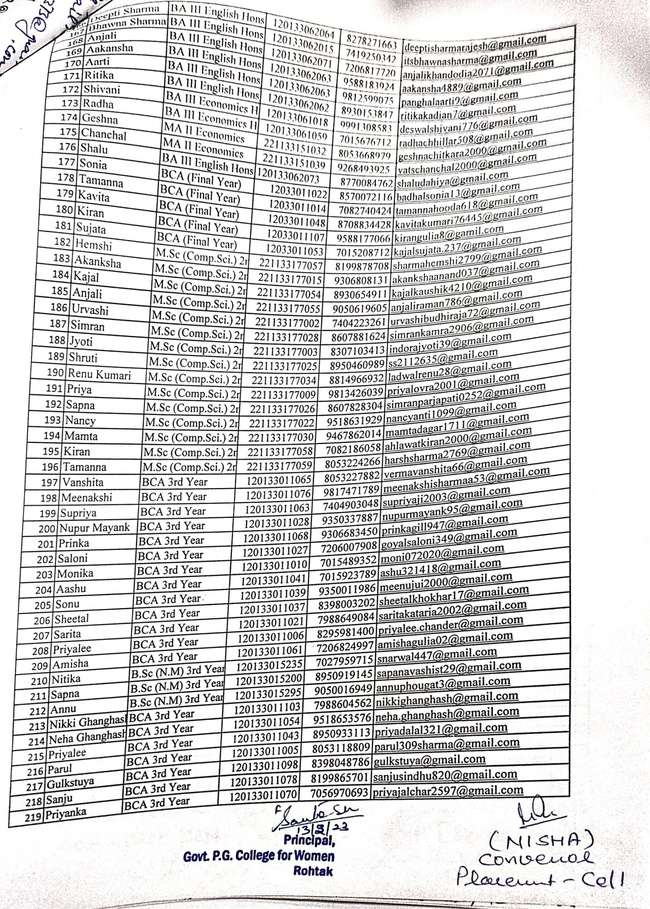 166 Deepti Sharma BA III English Hons 120133062064 8278271663 deeptisharmarajesh@gmail.com
167 Bhawna Sharma BA III English Hons 120133062015 7419250342 itsbhawnasharma@gmail.com
168 Anjali BA III English Hons 120133062071 7206817720 anjalikhandodia2071@gmail.com
169 Aakansha BA III English Hons 120133062063 9588183924 aakansha4889@gmail.com
170 Aarti BA III English Hons 120133062063 9812599075 panghalaarti9@gmail.com
171 Ritika BA III English Hons 120133062062 8930153847 ritikakadian7@gmail.com
172 Shivani BA III Economics H 120133061018 9991308583 deswalshivani776@gmail.com
173 Radha BA III Economics H 120133061059 7015676712 radhachhillar508@gmail.com
174 Geshna MA II Economics 221133151032 8053668979 geshnachitkara2000@gmail.com
175 Chanchal MA II Economics 221133151039 9268493925 vatschanchal2000@gmail.com
176 Shalu BA III English Hons 120133062073 8770084762 shaludahiya@gmail.com
177 Sonia BCA (Final Year) 12033011022 8570072116 badhalsonia13@gmail.com
178 Tamanna BCA (Final Year) 12033011014 7082740424 tamannahooda618@gmail.com
179 Kavita BCA (Final Year) 120133011048 8708834428 kavitakumari76445@gmail.com
180 Kiran BCA (Final Year) 12033011107 9588177066 kirangulia8@gamil.com
181 Sujata BCA (Final Year) 12033011053 7015208712 kajalsujata.237@gmail.com
182 Hemshi M.Sc (Comp.Sci.) 2r 221133177057 8199878708 sharmahemshi2799@gmail.com
183 Akanksha M.Sc (Comp.Sci.) 2r 221133177015 9306808131 akankshaanand037@gmail.com
184 Kajal M.Sc (Comp.Sci.) 2r 221133177054 8930654911 kajalkaushik4210@gmail.com
185 Anjali M.Sc (Comp.Sci.) 2r 221133177055 9050619605 anjaliraman786@gmail.com
186 Urvashi M.Sc (Comp.Sci.) 2r 221133177002 7404223261 urvashibudhiraja72@gmail.com
187 Simran M.Sc (Comp.Sci.) 2r 221133177028 8607881624 simrankamra2906@gmail.com
188 Jyoti M.Sc (Comp.Sci.) 2r 221133177003 8307103413 indorajyoti39@gmail.com
189 Shruti M.Sc (Comp.Sci.) 2r 221133177025 8950460989 ss2112635@gmail.com
190 Renu Kumari M.Sc (Comp.Sci.) 2r 221133177034 8814966932 ladwalrenu28@gmail.com
191 Priya M.Sc (Comp.Sci.) 2r 221133177009 9813426039 priyalovra2001@gmail.com
192 Sapna M.Sc (Comp.Sci.) 2r 221133177026 8607828304 simranparjapati0252@gmail.com
193 Nancy M.Sc (Comp.Sci.) 2r 221133177022 9518631929 nancyanti1099@gmail.com
194 Mamta M.Sc (Comp.Sci.) 2r 221133177030 9467862014 mamtadagar1711@gmail.com
195 Kiran M.Sc (Comp.Sci.) 2r 221133177058 7082186058 ahlawatkiran2000@gmail.com
196 Tamanna M.Sc (Comp.Sci.) 2r 221133177059 8053224266 harshsharma2769@gmail.com
197 Vanshita BCA 3rd Year 120133011065 8053227882 vermavanshita66@gmail.com
198 Meenakshi BCA 3rd Year 120133011076 9817471789 meenakshisharmaa53@gmail.com
199 Supriya BCA 3rd Year 120133011063 7404903048 supriyaji2003@gmail.com
200 Nupur Mayank BCA 3rd Year 120133011028 9350337887 nupurmayank95@gmail.com
201 Prinka BCA 3rd Year 120133011068 9306683450 prinkagill947@gmail.com
202 Saloni BCA 3rd Year 120133011027 7206007908 goyalsaloni349@gmail.com
203 Monika BCA 3rd Year 120133011010 7015489352 moni072020@gmail.com
204 Aashu BCA 3rd Year 120133011041 7015923789 ashu321418@gmail.com
205 Sonu BCA 3rd Year 120133011039 9350011986 meenujui2000@gmail.com
206 Sheetal BCA 3rd Year 120133011037 8398003202 sheetalkhokhar17@gmail.com
207 Sarita BCA 3rd Year 120133011021 7988649084 saritakataria2002@gmail.com
208 Priyalee BCA 3rd Year 120133011006 8295981400 priyalee.chander@gmail.com
209 Amisha BCA 3rd Year 120133011061 7206824997 amishagulia02@gmail.com
210 Nitika B.Sc (N.M) 3rd Year 120133015235 7027959715 snarwal447@gmail.com
211 Sapna B.Sc (N.M) 3rd Year 120133015200 8950919145 sapanavashist29@gmail.com
212 Annu B.Sc (N.M) 3rd Year 120133015295 9050016949 annuphougat3@gmail.com
213 Nikki Ghanghash BCA 3rd Year 120133011103 7988604562 nikkighanghash@gmail.com
214 Neha Ghanghash BCA 3rd Year 120133011054 9518653576 neha.ghanghash@gmail.com
215 Priyalee BCA 3rd Year 120133011043 8950933113 priyadalal321@gmail.com
216 Parul BCA 3rd Year 120133011005 8053118809 parul309sharma@gmail.com
217 Gulkstuya BCA 3rd Year 120133011098 8398048786 gulkstuya@gmail.com
218 Sanju BCA 3rd Year 120133011078 8199865701 sanjusindhu820@gmail.com
219 Priyanka BCA 3rd Year 120133011070 7056970693 priyajalchar2597@gmail.com
13/2/23
Principal,
Govt. P.G. College for Women
Rohtak
(NISHA)
Convenor
Placement - Cell